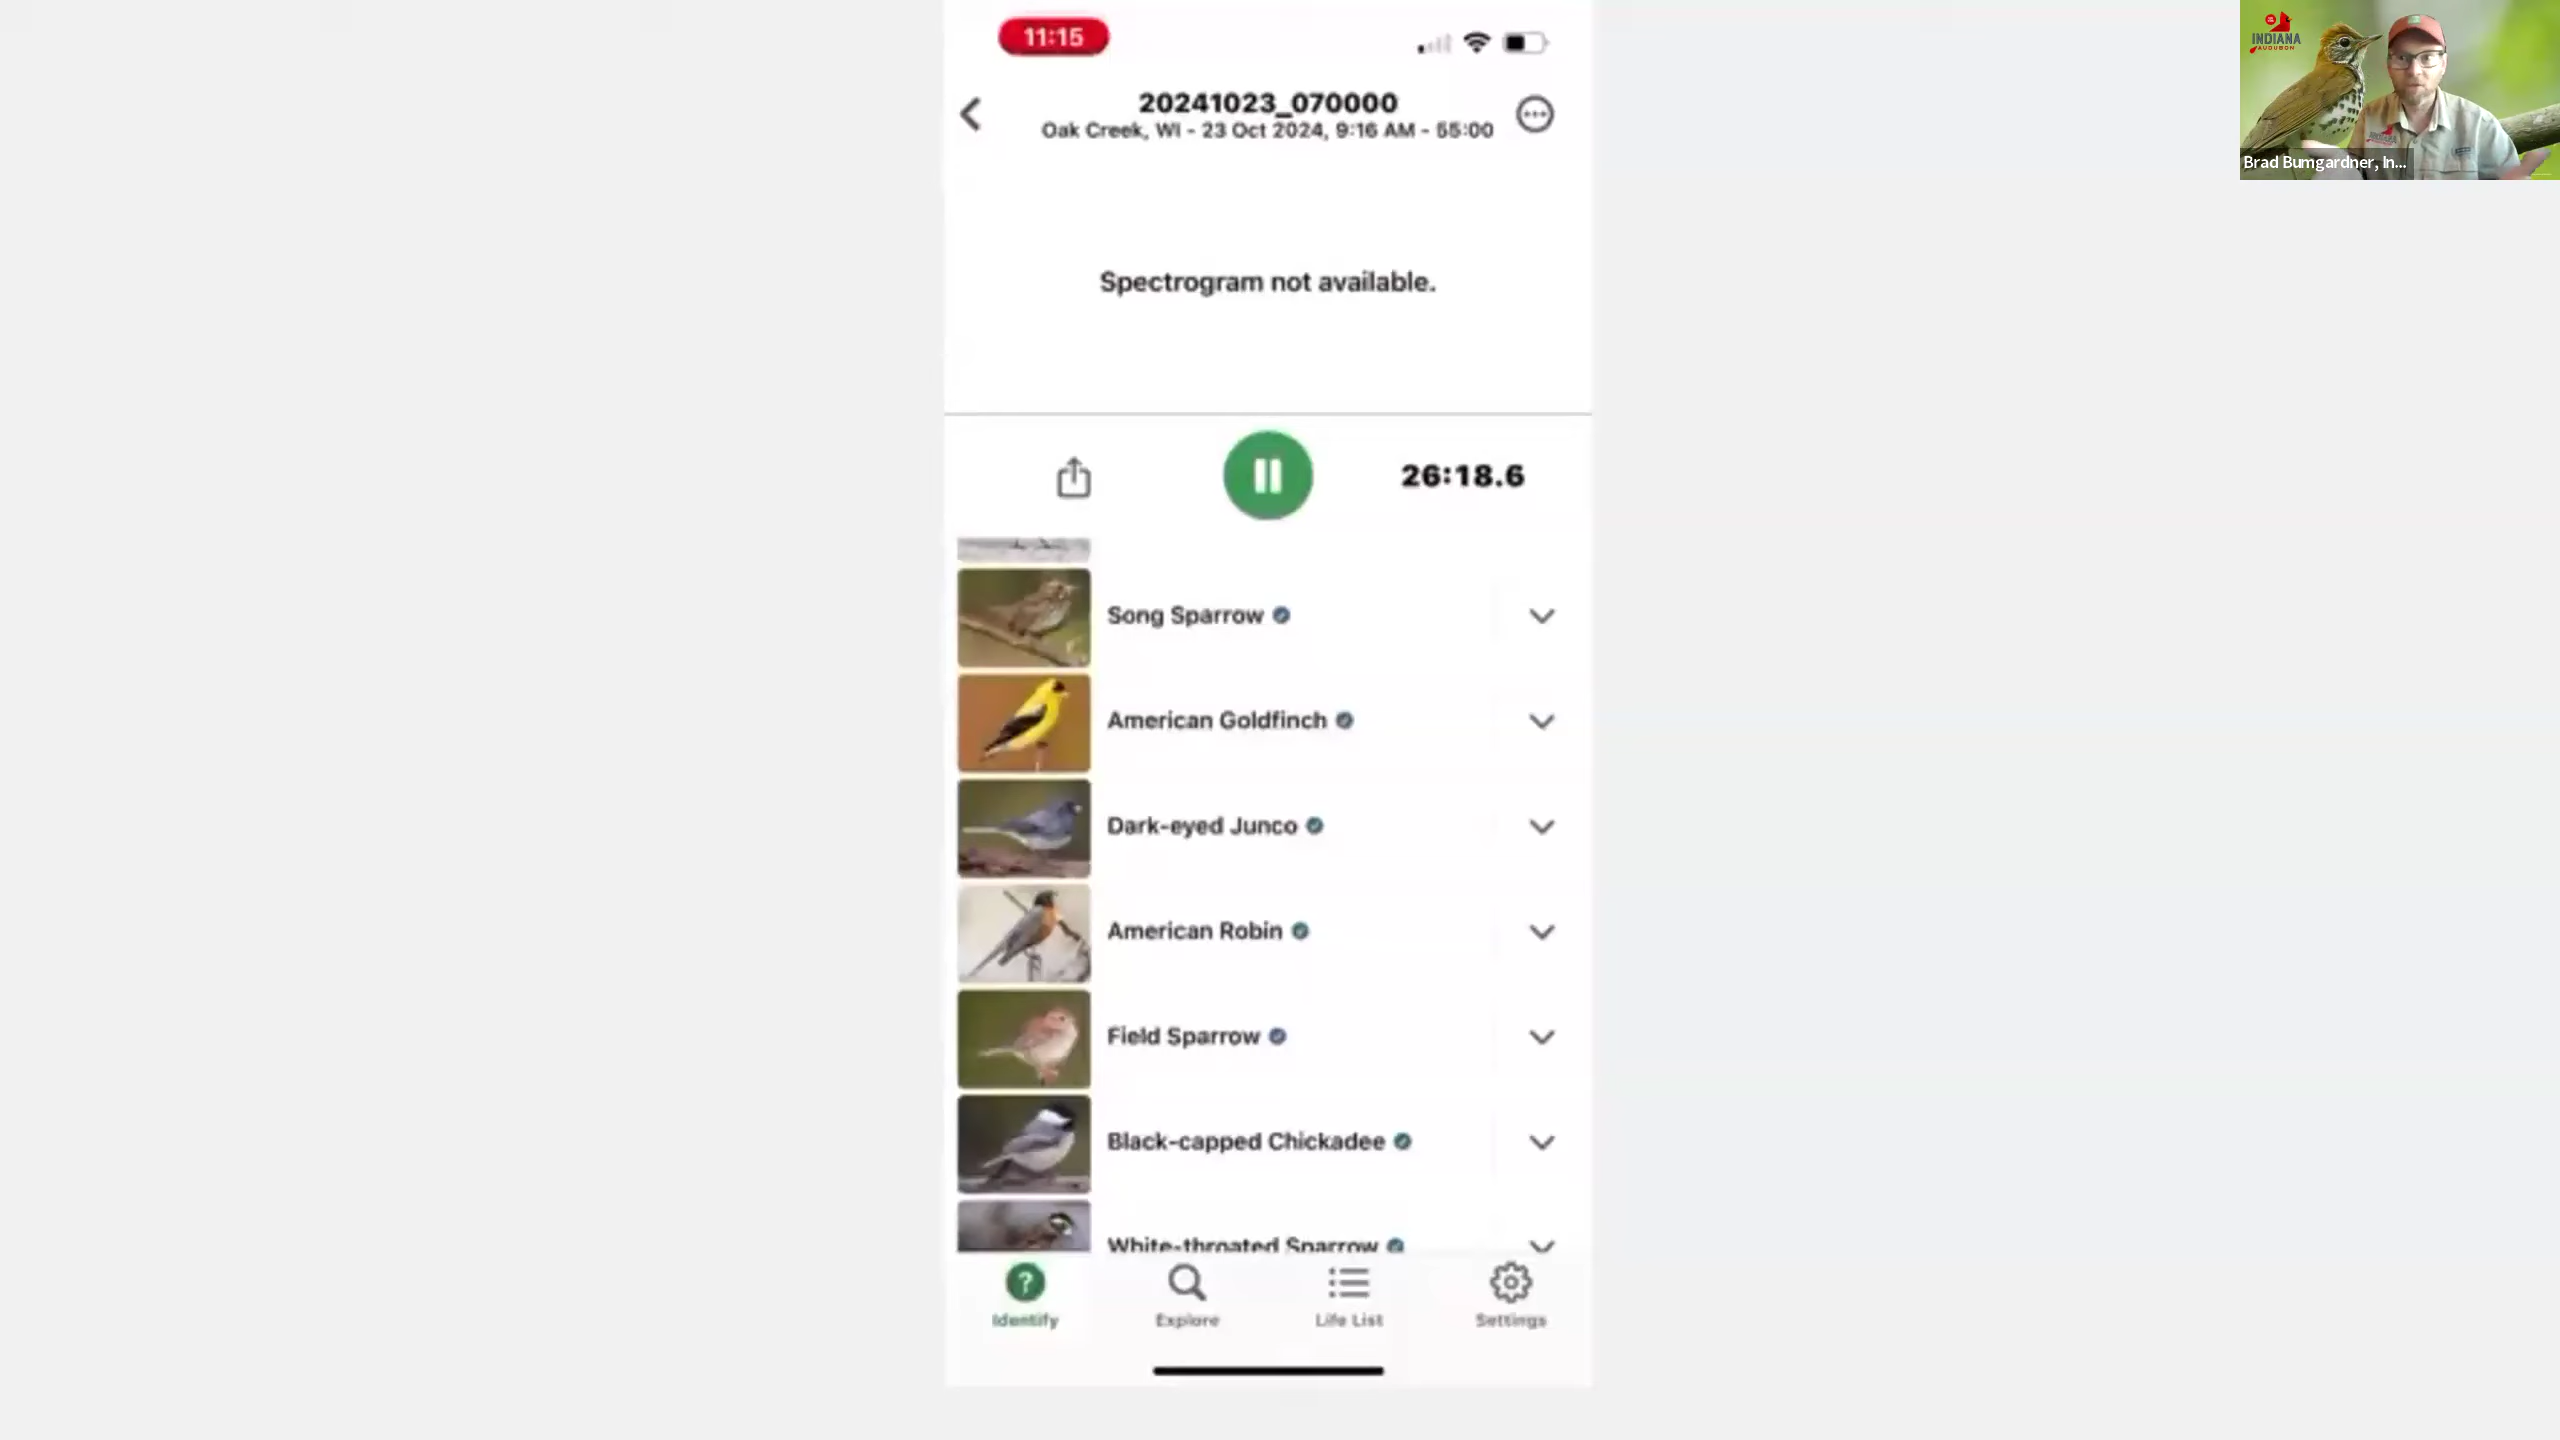 11:15
20241023_070000
Oak Creek, WI - 23 Oct 2024, 9:16 AM - 55:00
Spectrogram not available.
26:18.6
Song Sparrow
American Goldfinch
Dark-eyed Junco
American Robin
Field Sparrow
Black-capped Chickadee
White-throated Sparrow
Identify
Explore
Life List
Settings
INDIANA
AUDUBON
Brad Bumgardner, In...